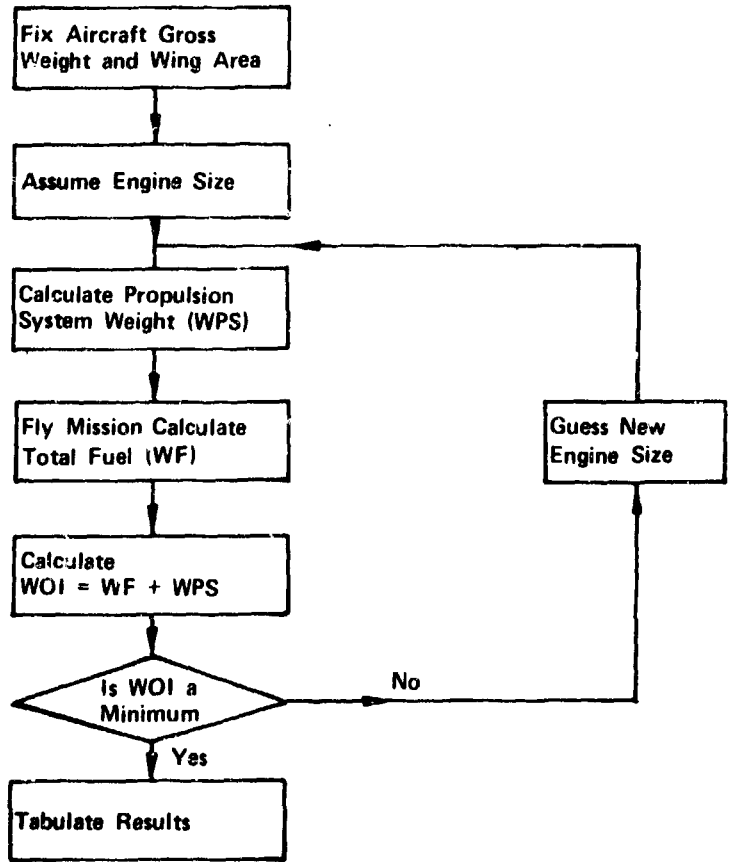 Fix Aircraft Gross
Weight and Wing Area
Assume Engine Size
Calculate Propulsion
System Weight (WPS)
Fly Mission Calculate
Total Fuel (WF)
Guess New
Engine Size
Calculate
WOI = WF + WPS
Is WOI a
Minimum
No
Yes
Tabulate Results